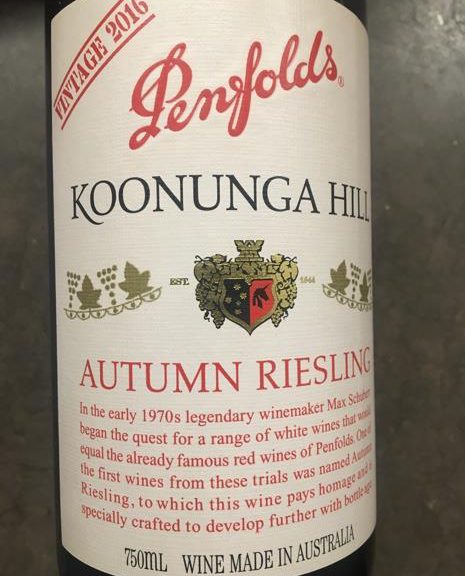 VINTAGE 2016
Penfolds®
KOONUNGA HILL
EST. 1844
AUTUMN RIESLING
In the early 1970s legendary winemaker Max Schubert
began the quest for a range of white wines that would
equal the already famous red wines of Penfolds. One of
the first wines from these trials was named Autumn
Riesling, to which this wine pays homage and is
specially crafted to develop further with bottle age.
750ML WINE MADE IN AUSTRALIA